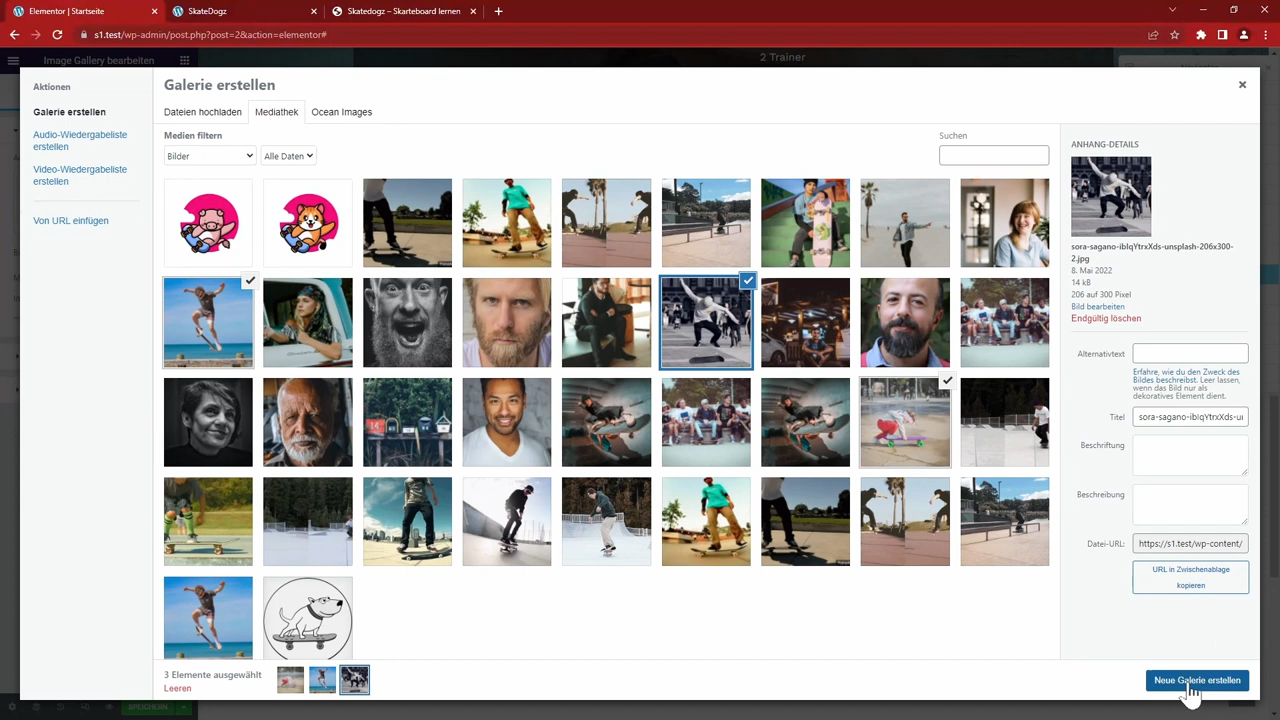 Elementor | Startseite
SkateDogz
Skatedogz – Skarteboard lernen
s1.test/wp-admin/post.php?post=2&action=elementor#
Image Gallery bearbeiten
2 Trainer
Aktionen
Galerie erstellen
Audio-Wiedergabeliste
erstellen
Video-Wiedergabeliste
erstellen
Von URL einfügen
Galerie erstellen
Dateien hochladen
Mediathek
Ocean Images
Medien filtern
Bilder
Alle Daten
Suchen
ANHANG-DETAILS
sora-sagano-iblqYtrxXds-unsplash-206x300-
2.jpg
8. Mai 2022
14 kB
206 auf 300 Pixel
Bild bearbeiten
Endgültig löschen
Alternativtext
Erfahre, wie du den Zweck des
Bildes beschreibst. Leer lassen,
wenn das Bild nur als
dekoratives Element dient.
Titel
sora-sagano-iblqYtrxXds-u
Beschriftung
Beschreibung
Datei-URL:
https://s1.test/wp-content/
URL in Zwischenablage
kopieren
3 Elemente ausgewählt
Leeren
Neue Galerie erstellen
SPEICHERN